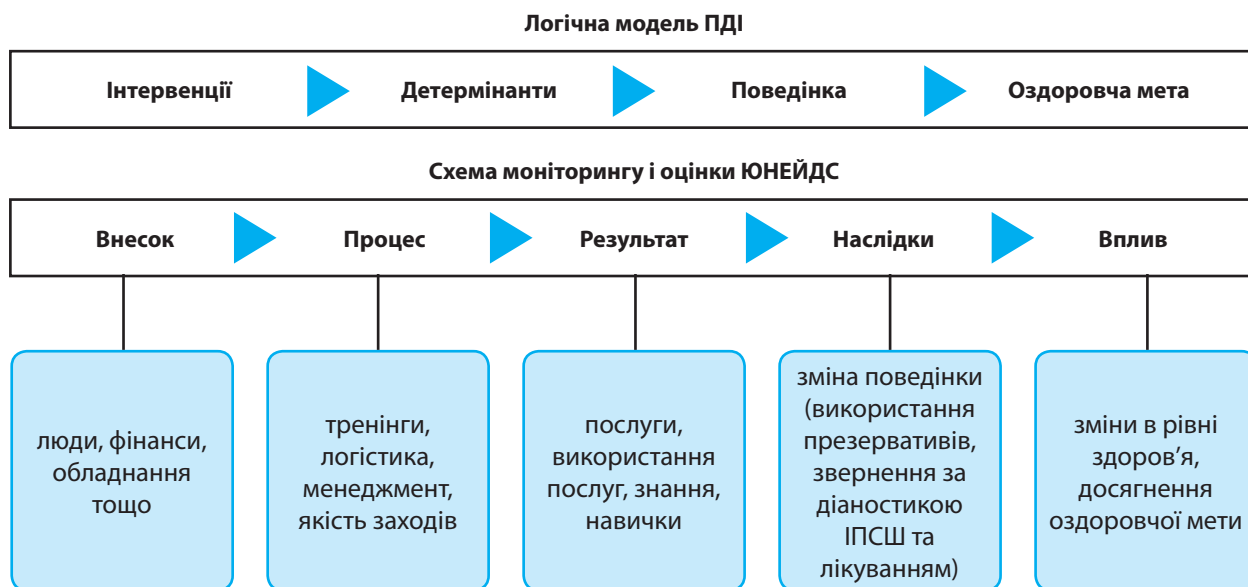 Логічна модель ПДІ
Інтервенції Детермінанти Поведінка Оздоровча мета
Схема моніторингу і оцінки ЮНЕЙДС
Внесок Процес Результат Наслідки Вплив
люди, фінанси,
обладнання
тощо
тренінги,
логістика,
менеджмент,
якість заходів
послуги,
використання
послуг, знання,
навички
зміна поведінки
(використання
презервативів,
звернення за
діаностикою
ІПСШ та
лікуванням)
зміни в рівні
здоров’я,
досягнення
оздоровчої мети